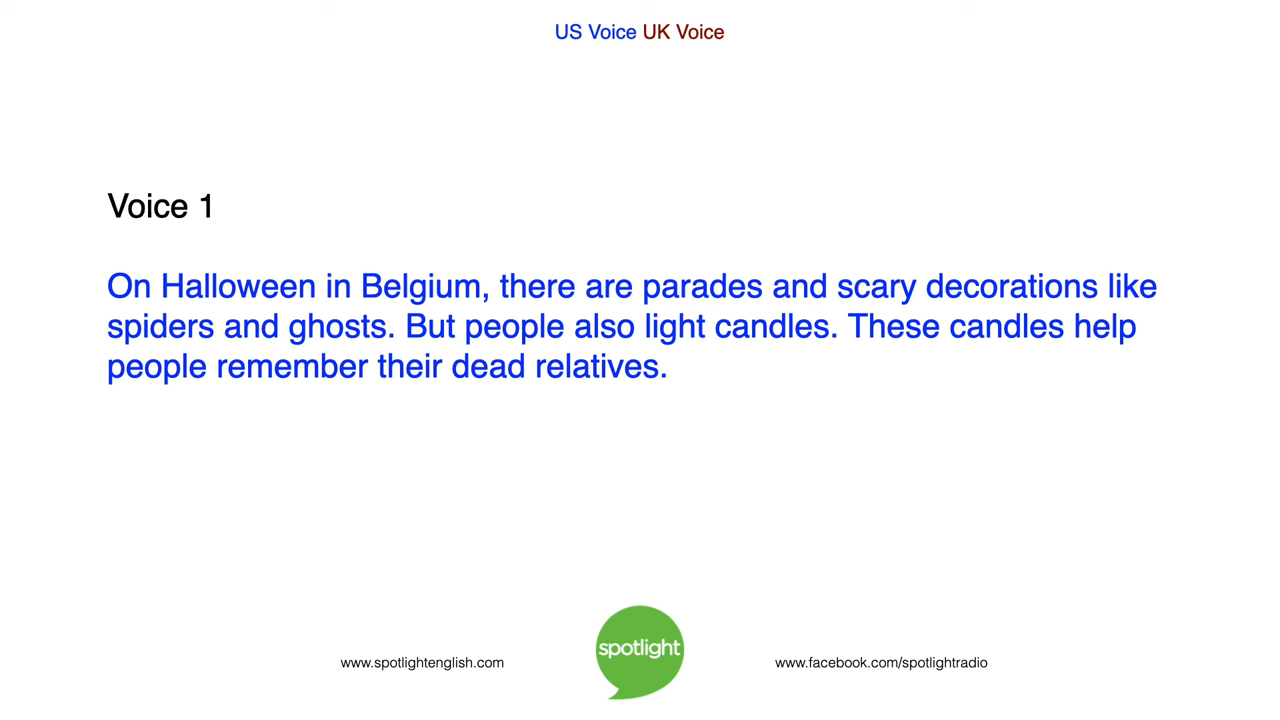 US Voice UK Voice
Voice 1
On Halloween in Belgium, there are parades and scary decorations like
spiders and ghosts. But people also light candles. These candles help
people remember their dead relatives.
www.spotlightenglish.com
spotlight
www.facebook.com/spotlightradio